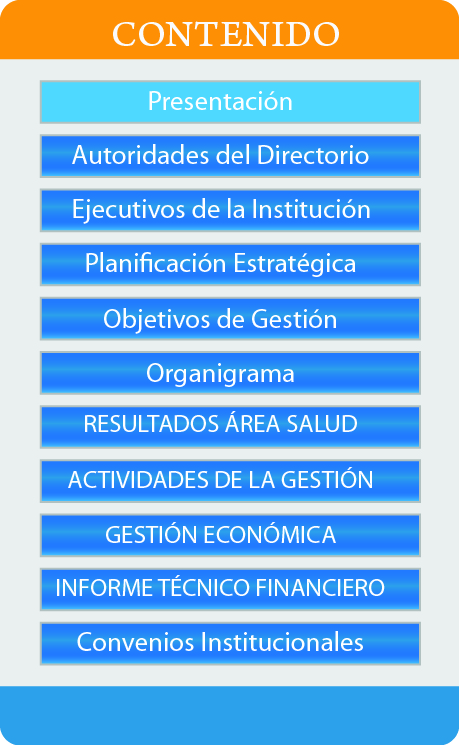 CONTENIDO
Presentación
Autoridades del Directorio
Ejecutivos de la Institución
Planificación Estratégica
Objetivos de Gestión
Organigrama
RESULTADOS ÁREA SALUD
ACTIVIDADES DE LA GESTIÓN
GESTIÓN ECONÓMICA
INFORME TÉCNICO FINANCIERO
Convenios Institucionales